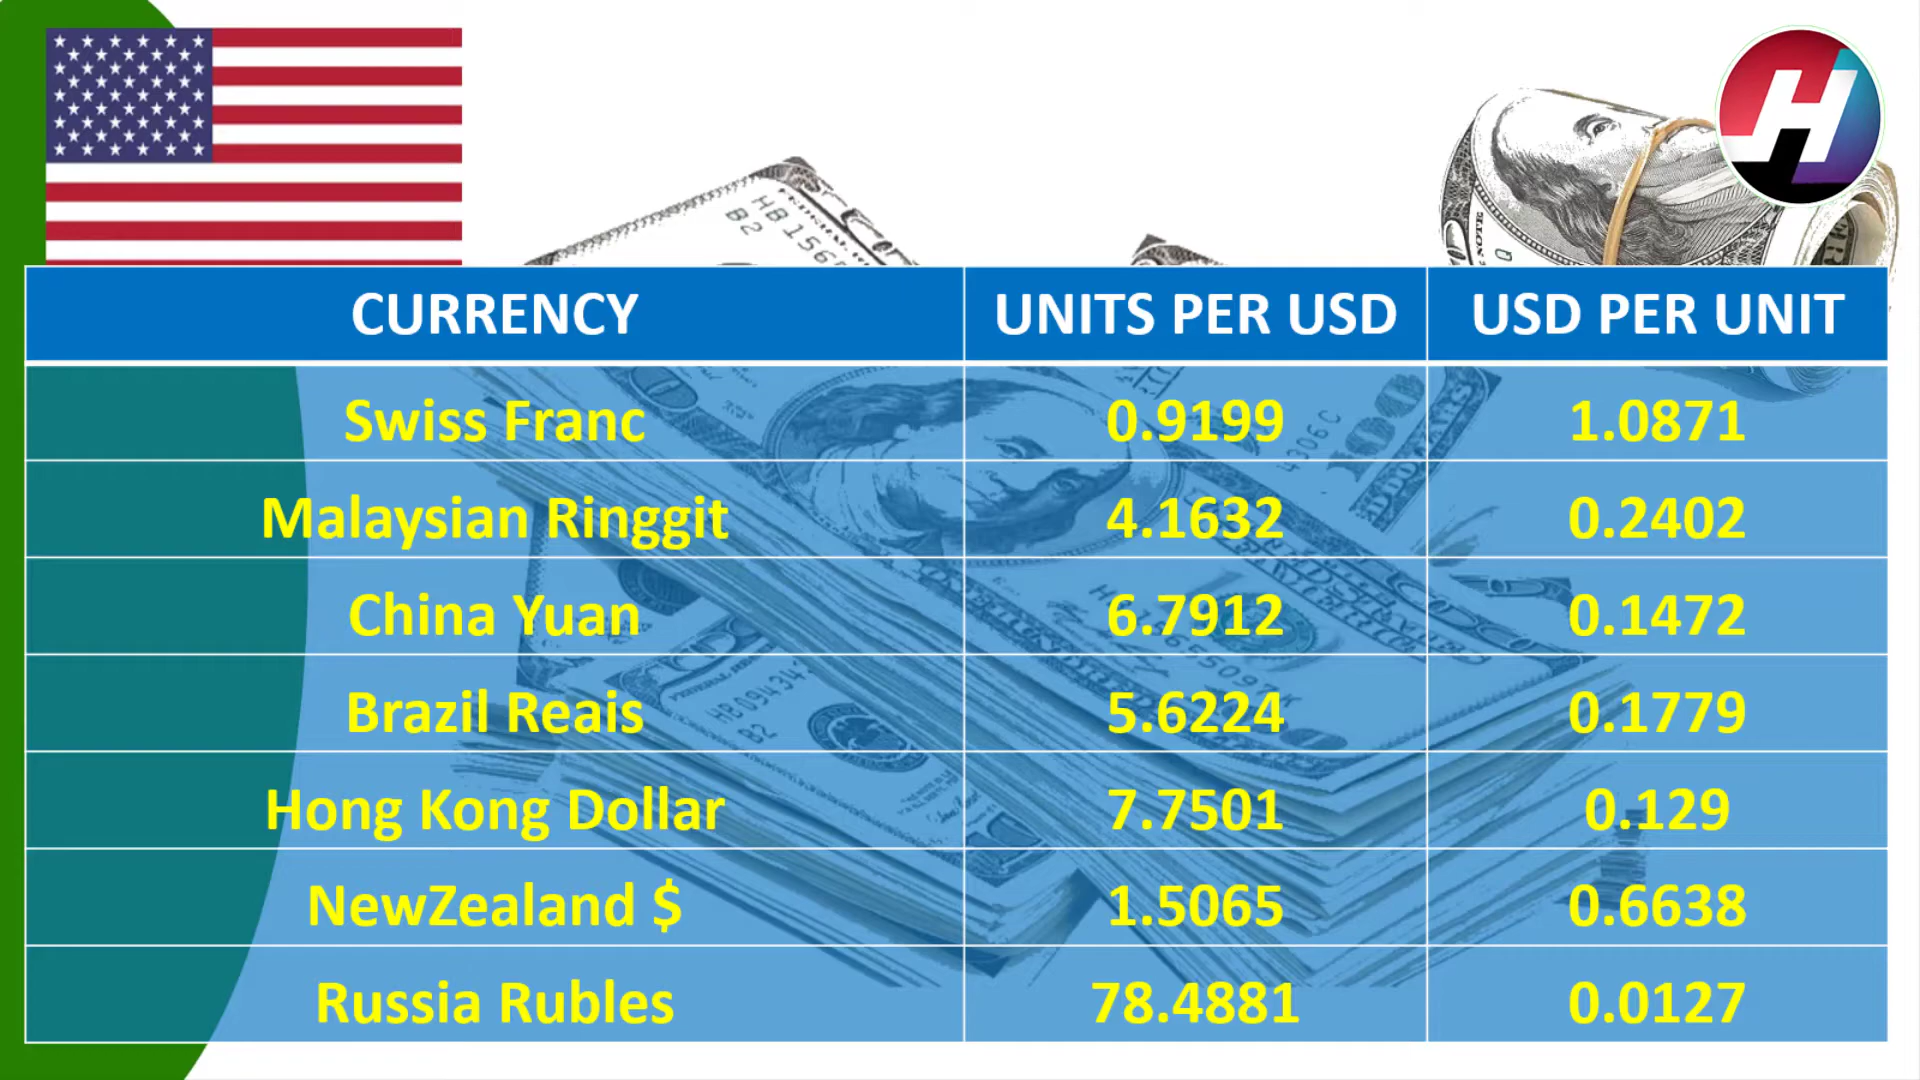 CURRENCY UNITS PER USD USD PER UNIT
Swiss Franc 0.9199 1.0871
Malaysian Ringgit 4.1632 0.2402
China Yuan 6.7912 0.1472
Brazil Reais 5.6224 0.1779
Hong Kong Dollar 7.7501 0.129
NewZealand $ 1.5065 0.6638
Russia Rubles 78.4881 0.0127